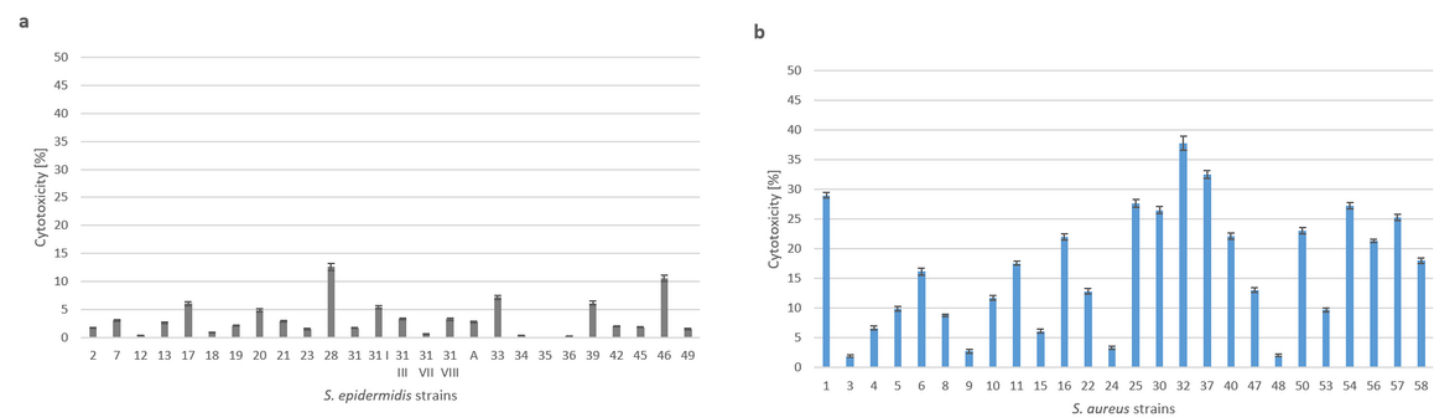 a
50
45
40
35
30
25
20
15
10
5
0
Cytotoxicity [%]
2 7 12 13 17 18 19 20 21 23 28 31 31 I 31 31 31 A 33 34 35 36 39 42 45 46 49
III VII VIII
S. epidermidis strains
b
50
45
40
35
30
25
20
15
10
5
0
Cytotoxicity [%]
1 3 4 5 6 8 9 10 11 15 16 22 24 25 30 32 37 40 47 48 50 53 54 56 57 58
S. aureus strains